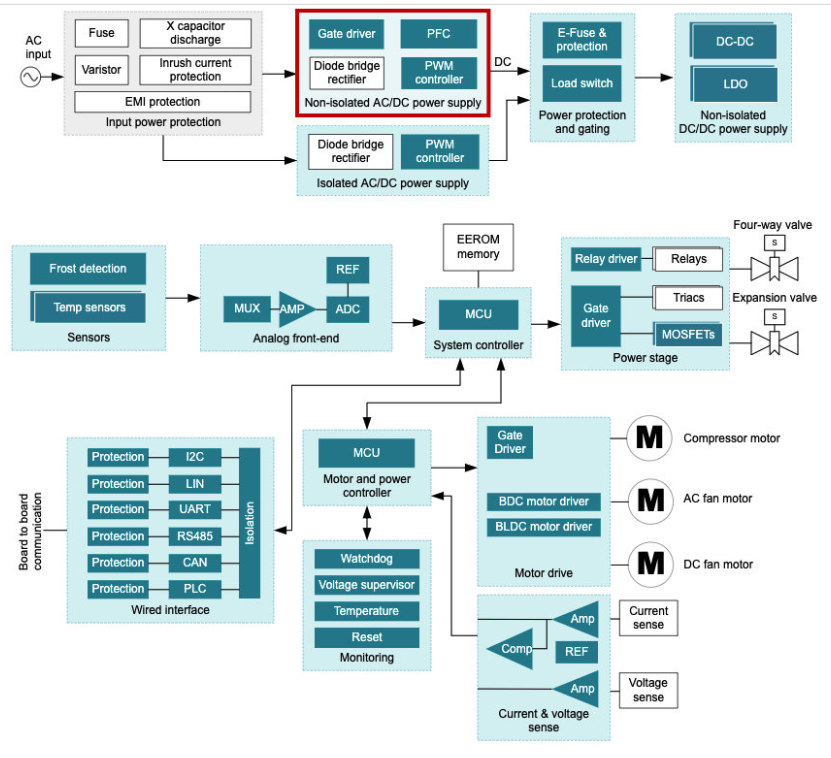 AC
input
Fuse
X capacitor
discharge
Varistor
Inrush current
protection
EMI protection
Input power protection
Gate driver
PFC
Diode bridge
rectifier
PWM
controller
Non-isolated AC/DC power supply
DC
Diode bridge
rectifier
PWM
controller
Isolated AC/DC power supply
E-Fuse &
protection
Load switch
Power protection
and gating
DC-DC
LDO
Non-isolated
DC/DC power supply
Frost detection
Temp sensors
Sensors
REF
MUX
AMP
ADC
Analog front-end
EEROM
memory
MCU
System controller
Relay driver
Relays
Gate
driver
Triacs
MOSFETs
Power stage
Four-way valve
S
Expansion valve
S
Board to board
communication
Protection
I2C
Protection
LIN
Protection
UART
Protection
RS485
Protection
CAN
Protection
PLC
Isolation
Wired interface
MCU
Motor and power
controller
Watchdog
Voltage supervisor
Temperature
Reset
Monitoring
Gate
Driver
BDC motor driver
BLDC motor driver
Motor drive
M
Compressor motor
M
AC fan motor
M
DC fan motor
Amp
Comp
REF
Amp
Current & voltage
sense
Current
sense
Voltage
sense